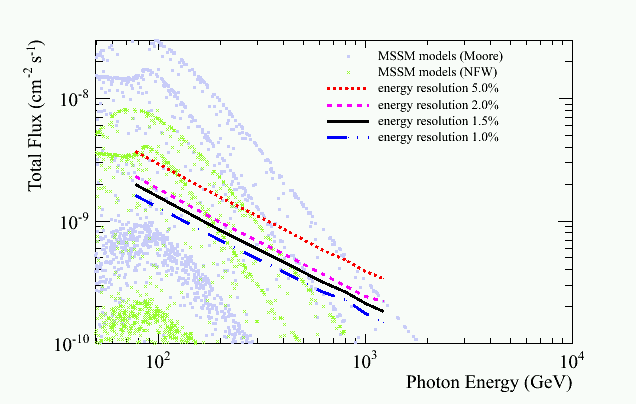 Total Flux (cm⁻² s⁻¹)
MSSM models (Moore)
MSSM models (NFW)
energy resolution 5.0%
energy resolution 2.0%
energy resolution 1.5%
energy resolution 1.0%
10⁻⁸
10⁻⁹
10⁻¹⁰
10² 10³ 10⁴
Photon Energy (GeV)